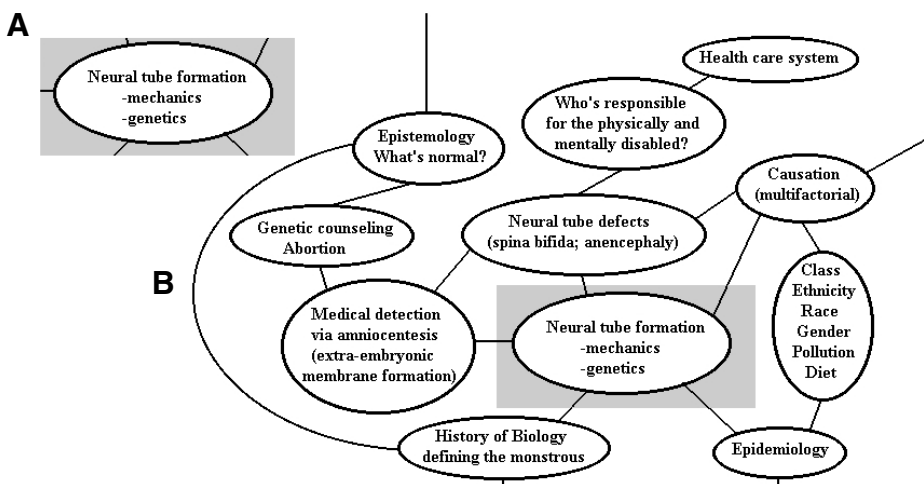 A
Neural tube formation
-mechanics
-genetics
Health care system
Who's responsible
for the physically and
mentally disabled?
Epistemology
What's normal?
Causation
(multifactorial)
Genetic counseling
Abortion
Neural tube defects
(spina bifida; anencephaly)
B
Class
Ethnicity
Race
Gender
Pollution
Diet
Medical detection
via amniocentesis
(extra-embryonic
membrane formation)
Neural tube formation
-mechanics
-genetics
History of Biology
defining the monstrous
Epidemiology